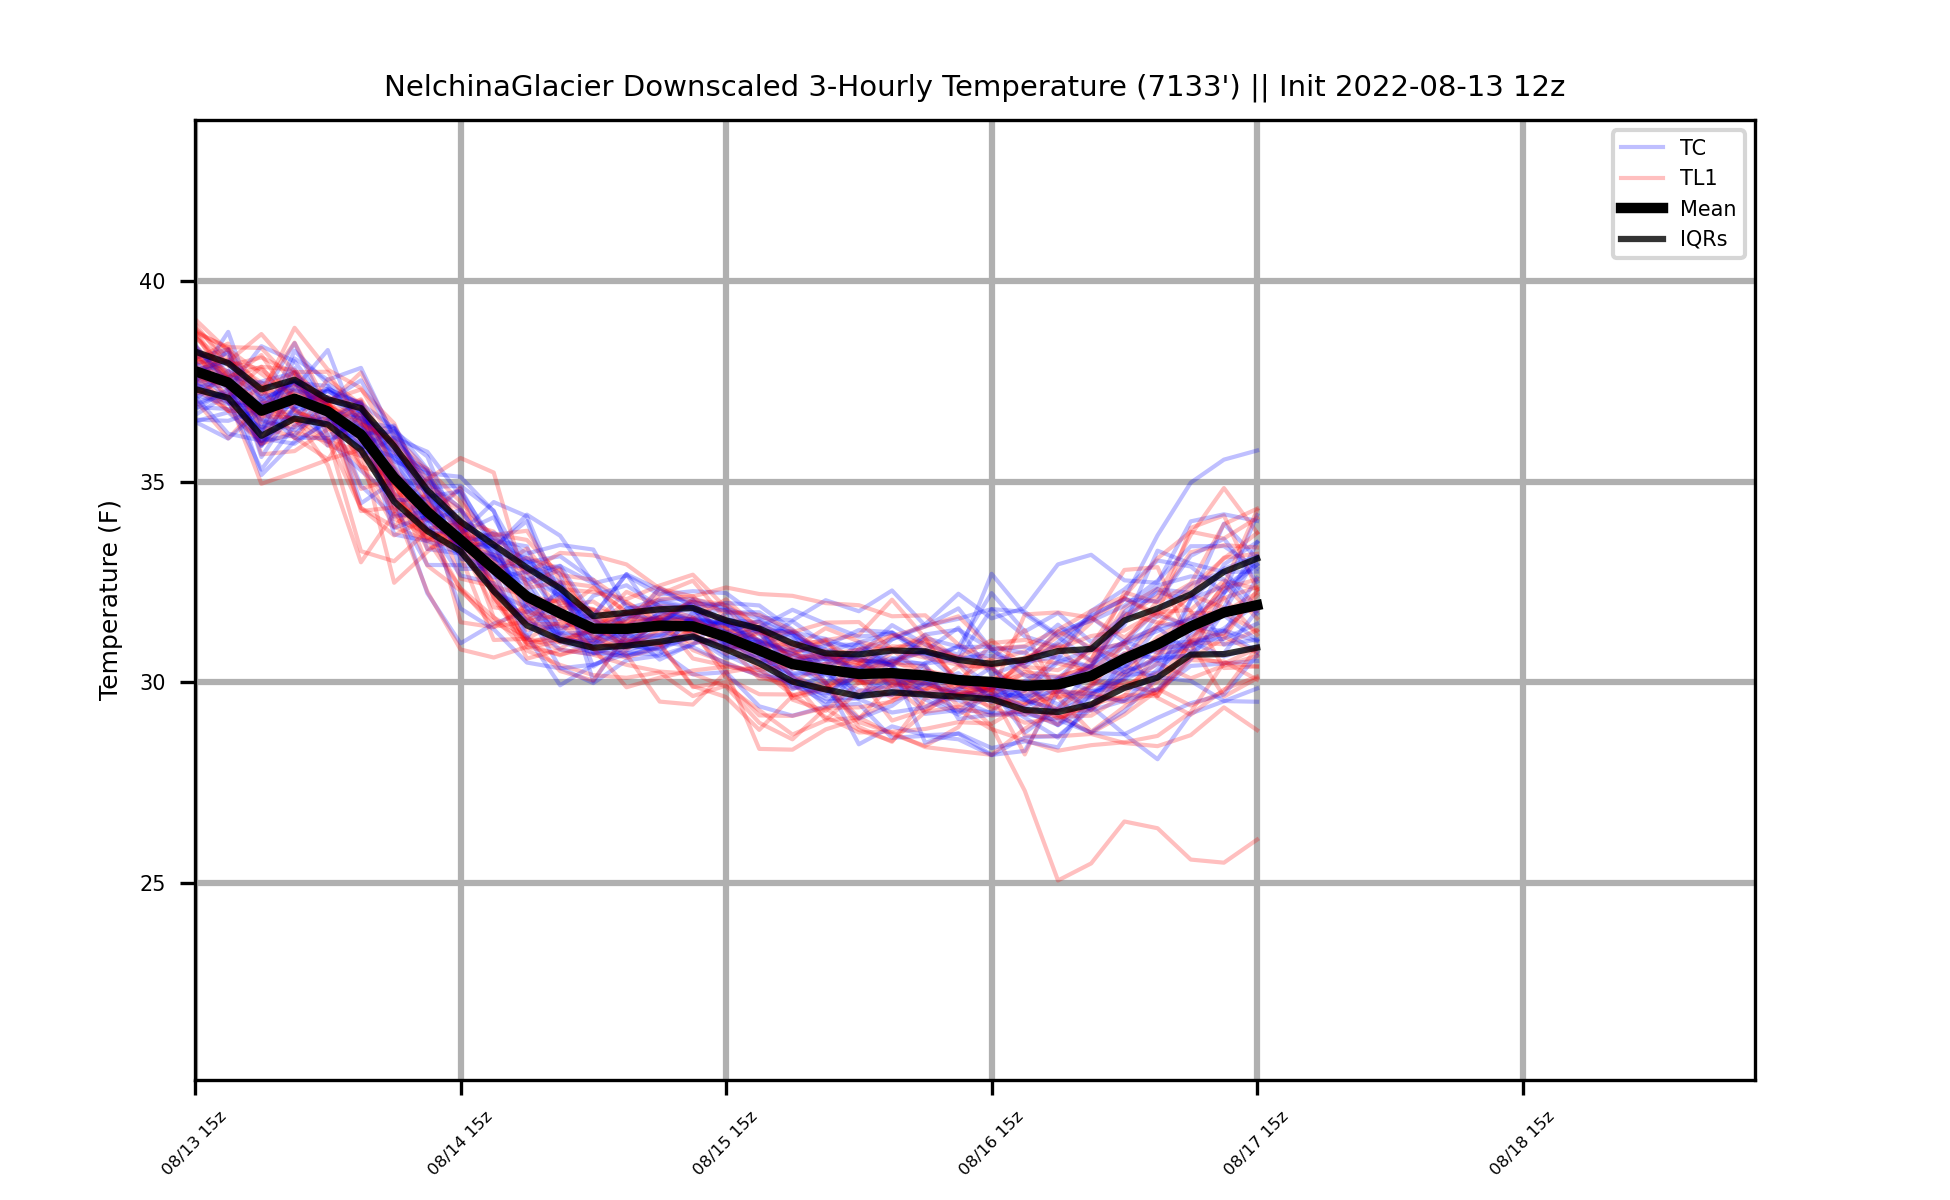 NelchinaGlacier Downscaled 3-Hourly Temperature (7133') || Init 2022-08-13 12z
TC
TL1
Mean
IQRs
Temperature (F)
40
35
30
25
08/13 15z
08/14 15z
08/15 15z
08/16 15z
08/17 15z
08/18 15z